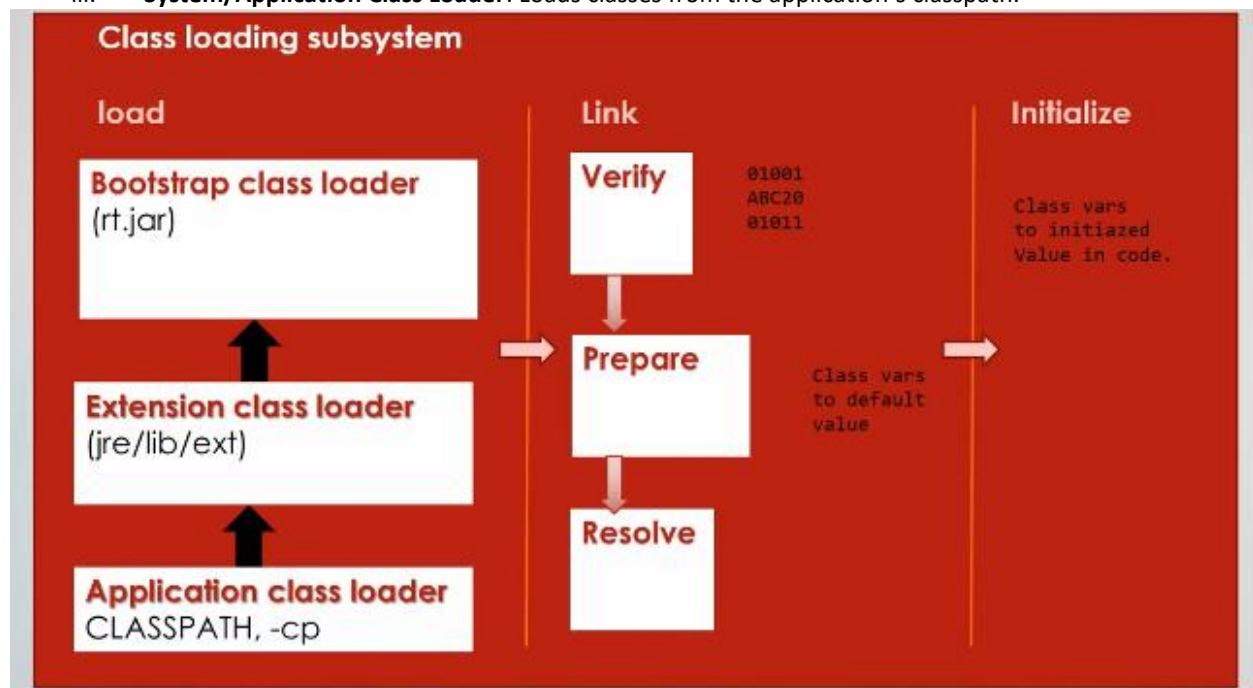 System/Application Class Loader: Loads classes from the application's classpath.
Class loading subsystem
load
Bootstrap class loader
(rt.jar)
Extension class loader
(jre/lib/ext)
Application class loader
CLASSPATH, -cp
Link
Verify
01001
ABC20
01011
Prepare
Class vars
to default
value
Resolve
Initialize
Class vars
to initiazed
Value in code.